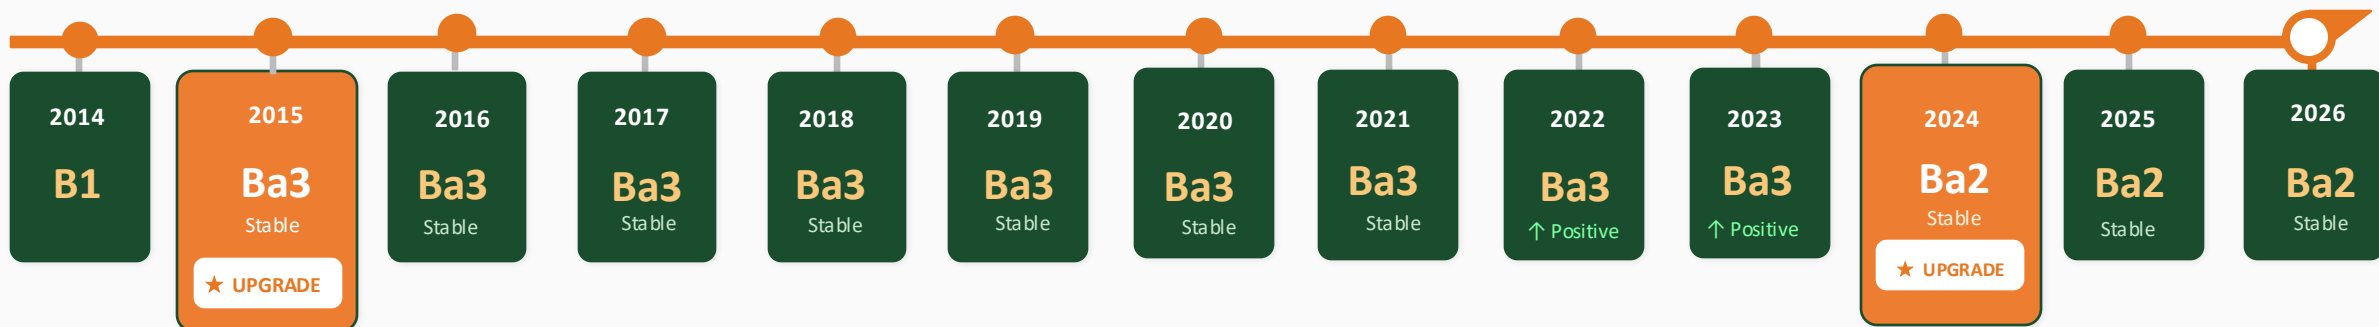 2014
B1
2015
Ba3
Stable
★ UPGRADE
2016
Ba3
Stable
2017
Ba3
Stable
2018
Ba3
Stable
2019
Ba3
Stable
2020
Ba3
Stable
2021
Ba3
Stable
2022
Ba3
↑ Positive
2023
Ba3
↑ Positive
2024
Ba2
Stable
★ UPGRADE
2025
Ba2
Stable
2026
Ba2
Stable